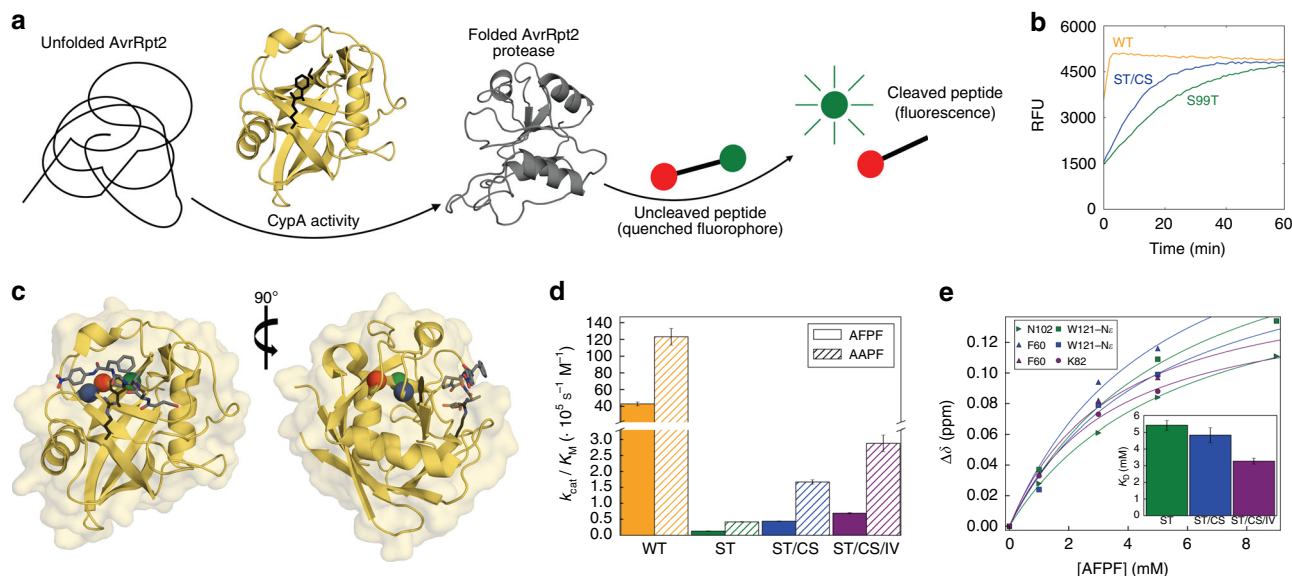 a
Unfolded AvrRpt2
CypA activity
Folded AvrRpt2
protease
Uncleaved peptide
(quenched fluorophore)
Cleaved peptide
(fluorescence)
b
6000
4500
3000
1500
RFU
WT
ST/CS
S99T
0
20
40
60
Time (min)
c
90°
d
140
120
100
80
60
40
3.0
2.5
2.0
1.5
1.0
0.5
0.0
kcat / KM (· 10⁵ s⁻¹ M⁻¹)
AFPF
AAPF
WT
ST
ST/CS
ST/CS/IV
e
0.12
0.10
0.08
0.06
0.04
0.02
0.00
Δδ (ppm)
N102
W121–Nε
F60
W121–Nε
F60
K82
6
5
4
3
2
1
0
KD (mM)
ST
ST/CS
ST/CS/IV
0
2
4
6
8
[AFPF] (mM)